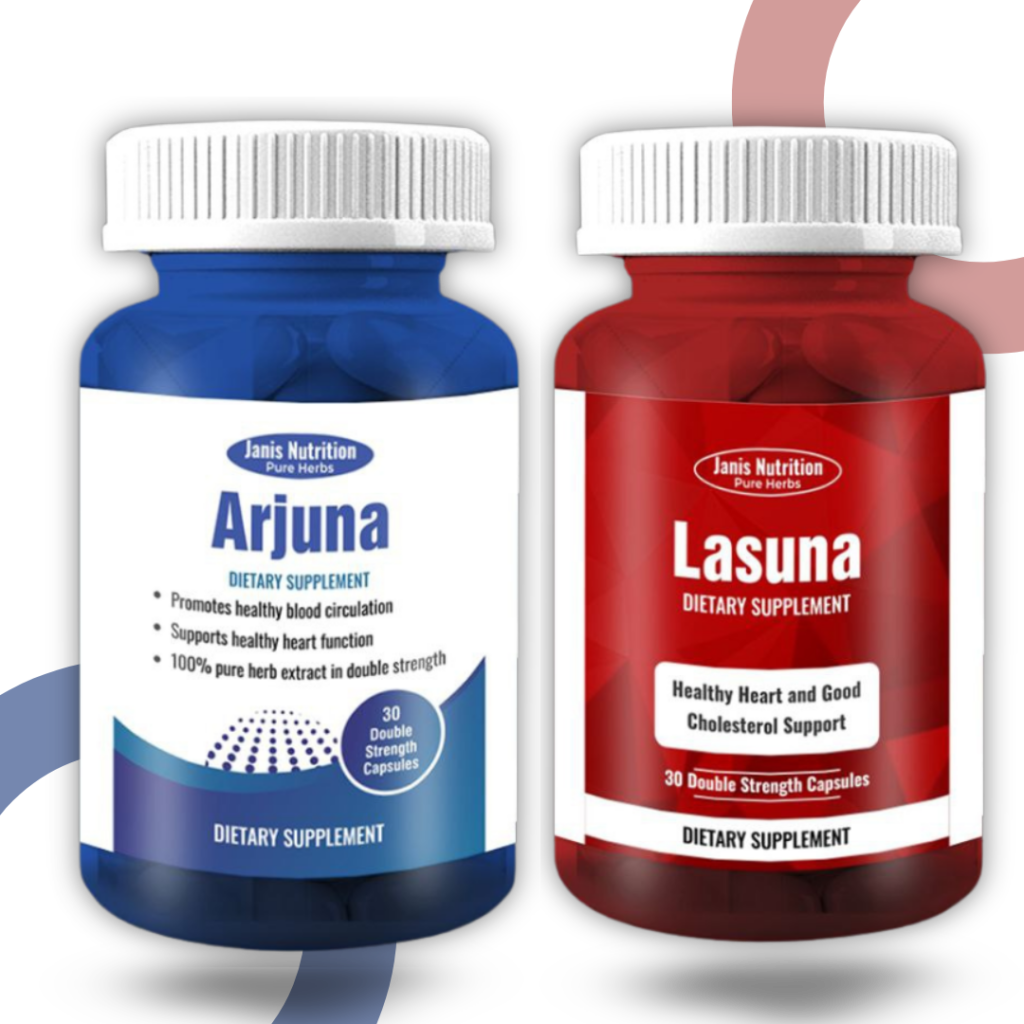 Janis Nutrition
Pure Herbs
Arjuna
DIETARY SUPPLEMENT
• Promotes healthy blood circulation
• Supports healthy heart function
• 100% pure herb extract in double strength
30
Double
Strength
Capsules
DIETARY SUPPLEMENT
Janis Nutrition
Pure Herbs
Lasuna
DIETARY SUPPLEMENT
Healthy Heart and Good
Cholesterol Support
30 Double Strength Capsules
DIETARY SUPPLEMENT